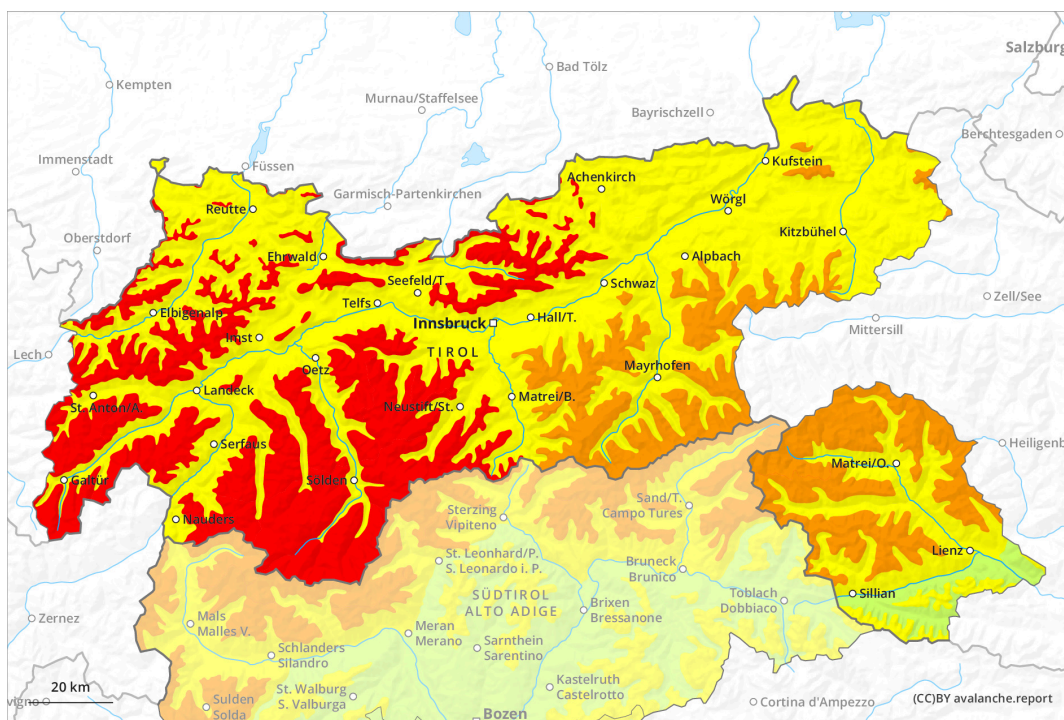 Salzburg
Bad Tölz
Kempten
Murnau/Staffelsee
Bayrischzell
Berchtesgaden
Immenstadt
Füssen
Kufstein
Achenkirch
Garmisch-Partenkirchen
Wörgl
Reutte
Oberstdorf
Kitzbühel
Ehrwald
Alpbach
Seefeld/T.
Schwaz
Zell/See
Telfs
Elbigenalp
Hall/T.
Innsbruck
Mittersill
Imst
Lech
TIROL
Oetz
Mayrhofen
Landeck
St. Anton/A.
Matrei/B.
Neustift/St.
Serfaus
Heiligenb
Matrei/O.
Galtür
Sölden
Sand/T.
Campo Tures
Nauders
Sterzing
Vipiteno
Lienz
St. Leonhard/P.
S. Leonardo i. P.
Bruneck
Brunico
SÜDTIROL
ALTO ADIGE
Toblach
Dobbiaco
Sillian
Brixen
Bressanone
Mals
Malles V.
Zernez
Meran
Merano
Sarnthein
Sarentino
Schlanders
Silandro
Kastelruth
Castelrotto
20 km
St. Walburg
S. Valburga
vigno
Sulden
Solda
Cortina d'Ampezzo
(CC)BY avalanche.report
Bozen